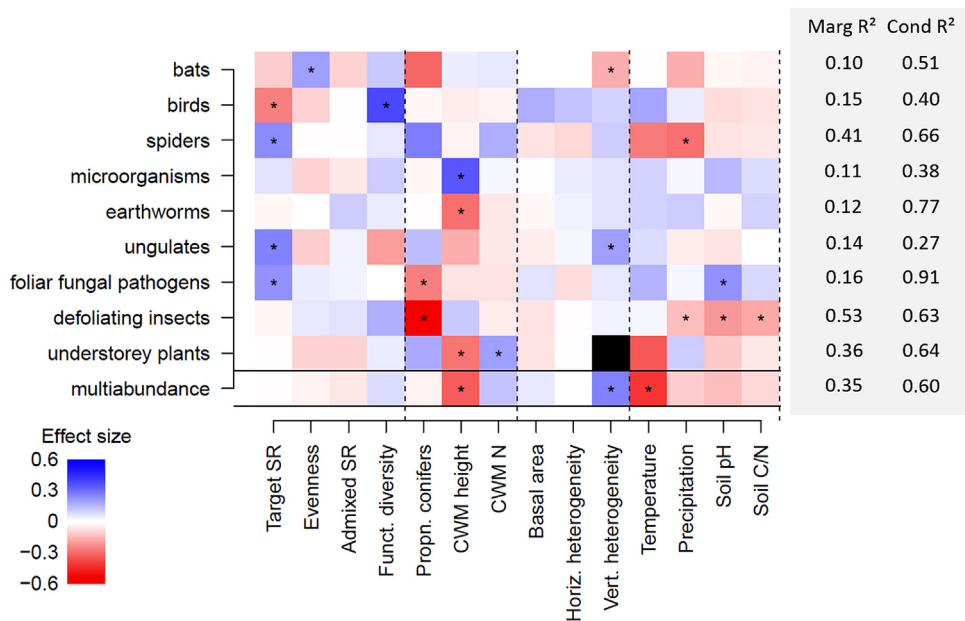 Marg R² Cond R²
bats * * 0.10 0.51
birds * * 0.15 0.40
spiders * * 0.41 0.66
microorganisms * 0.11 0.38
earthworms * 0.12 0.77
ungulates * * 0.14 0.27
foliar fungal pathogens * * * 0.16 0.91
defoliating insects * * * * 0.53 0.63
understorey plants * * 0.36 0.64
multiabundance * * * 0.35 0.60
Effect size
0.6
0.3
0
−0.3
−0.6
Target SR
Evenness
Admixed SR
Funct. diversity
Propn. conifers
CWM height
CWM N
Basal area
Horiz. heterogeneity
Vert. heterogeneity
Temperature
Precipitation
Soil pH
Soil C/N